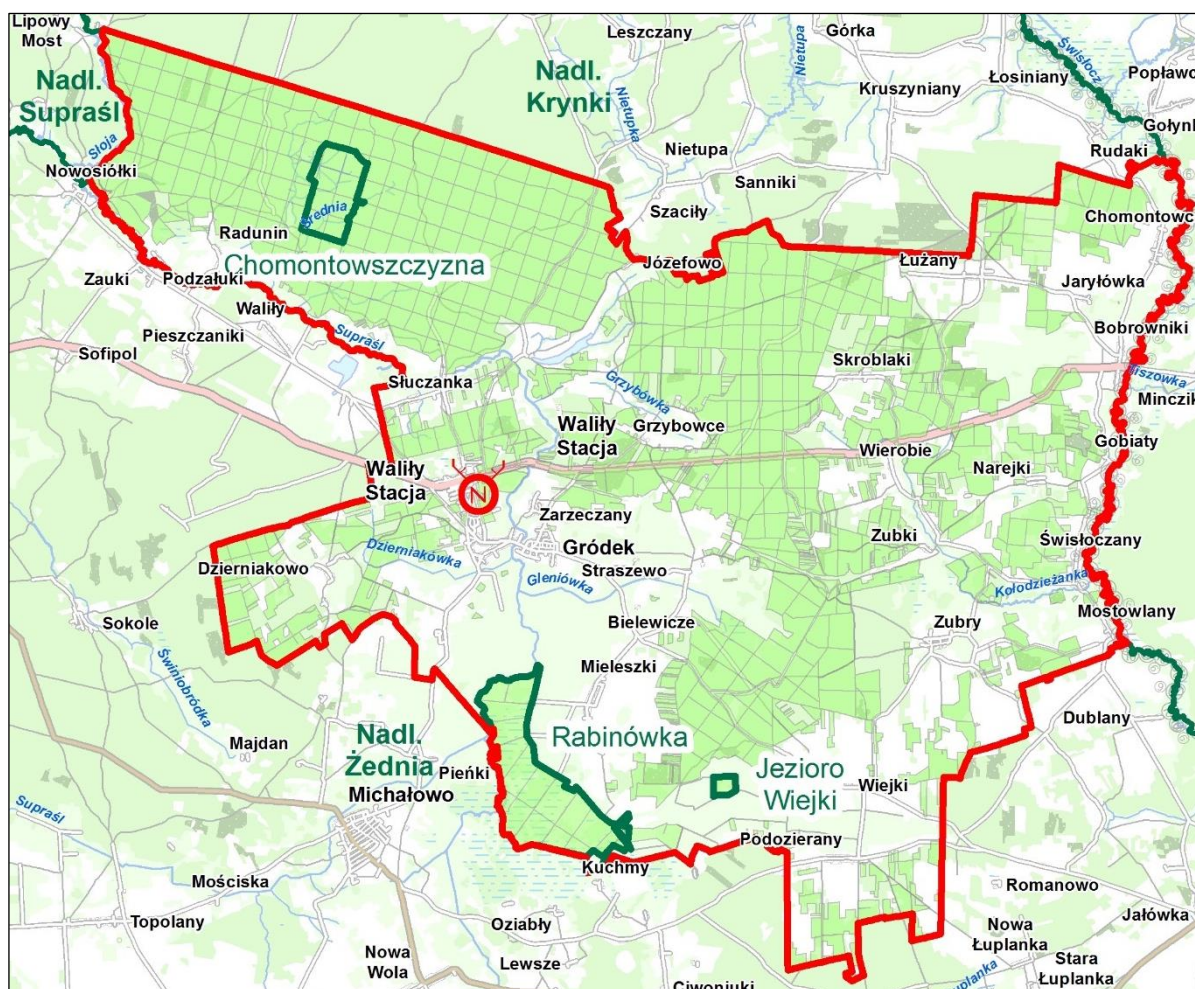 Lipowy
Most
Leszczany
Górka
Nietupa
Świsłocz
Nadl.
Supraśl
Nadl.
Krynki
Łosiniany
Popławc
Kruszyniany
Nietupka
Gołynk
Słoja
Rudaki
Nowosiółki
Nietupa
Sanniki
Średnia
Szaciły
Chomontowc
Radunin
Chomontowszczyzna
Józefowo
Łużany
Zauki
Podzałuki
Jaryłówka
Waliły
Pieszczaniki
Supraśl
Bobrowniki
Sofipol
Skroblaki
Słuczanka
Grzybówka
Minczik
Waliły
Stacja
Grzybowce
Gobiaty
Wierobie
Waliły
Stacja
Narejki
N
Zarzeczany
Dzierniakówka
Gródek
Zubki
Świsłoczany
Dzierniakowo
Straszewo
Gleniówka
Kołodzieżanka
Sokole
Bielewicze
Zubry
Mostowlany
Świniobródka
Mieleszki
Dublany
Majdan
Nadl.
Żednia
Rabinówka
Pieńki
Michałowo
Jezioro
Wiejki
Wiejki
Supraśl
Podozierany
Kuchmy
Mościska
Romanowo
Topolany
Oziabły
Jałówka
Nowa
Wola
Lewsze
Nowa
Łuplanka
Stara
Łuplanka